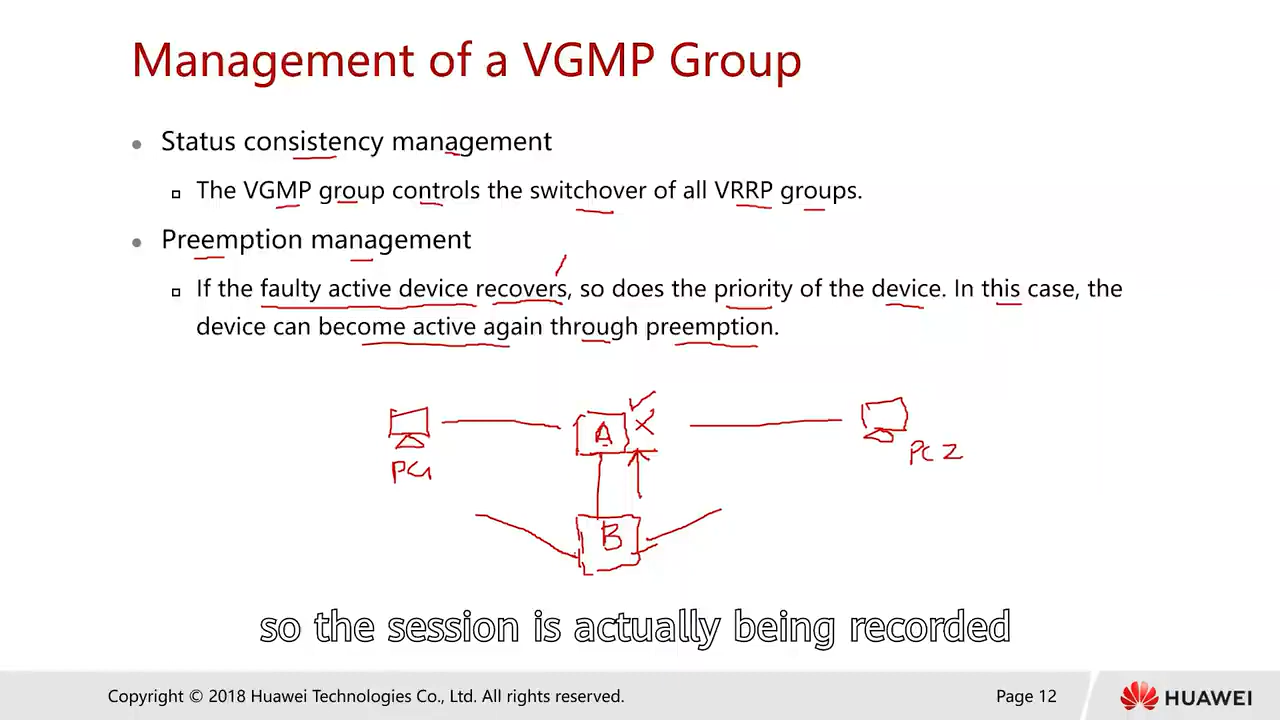 Management of a VGMP Group
Status consistency management
The VGMP group controls the switchover of all VRRP groups.
Preemption management
If the faulty active device recovers, so does the priority of the device. In this case, the
device can become active again through preemption.
A
PC1
PC2
B
so the session is actually being recorded
Copyright © 2018 Huawei Technologies Co., Ltd. All rights reserved.
Page 12
HUAWEI